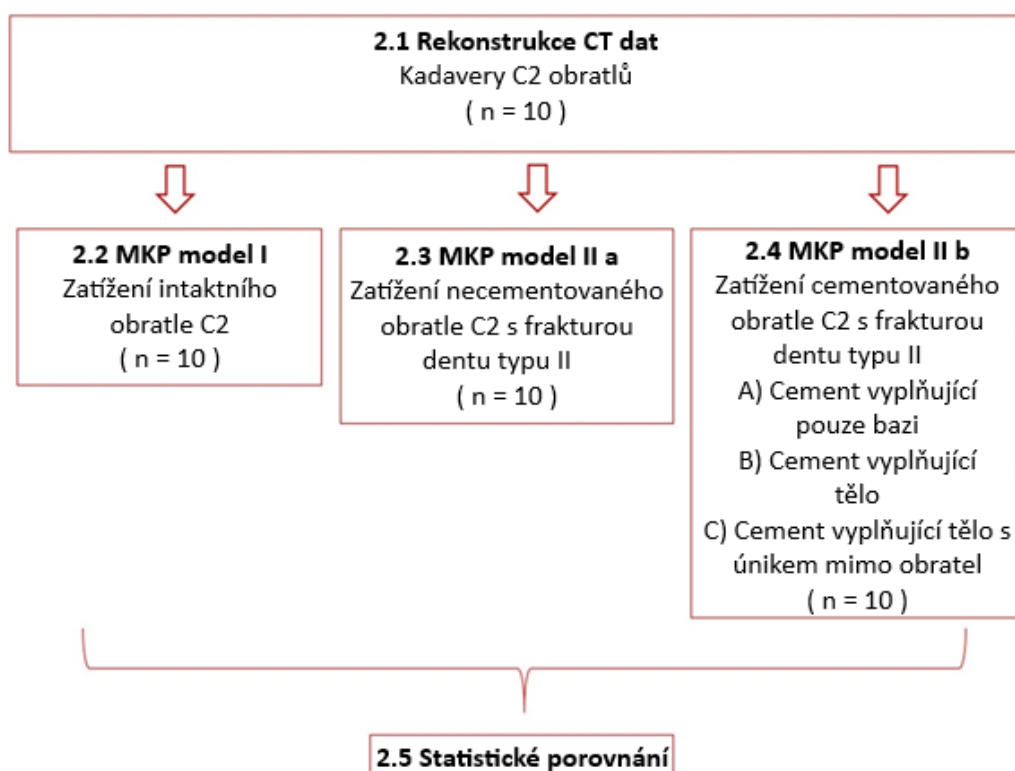 2.1 Rekonstrukce CT dat
Kadavery C2 obratlů
( n = 10 )
2.2 MKP model I
Zatížení intaktního
obratle C2
( n = 10 )
2.3 MKP model II a
Zatížení necementovaného
obratle C2 s frakturou
dentu typu II
( n = 10 )
2.4 MKP model II b
Zatížení cementovaného
obratle C2 s frakturou
dentu typu II
A) Cement vyplňující
pouze bazi
B) Cement vyplňující
tělo
C) Cement vyplňující tělo s
únikem mimo obratel
( n = 10 )
2.5 Statistické porovnání